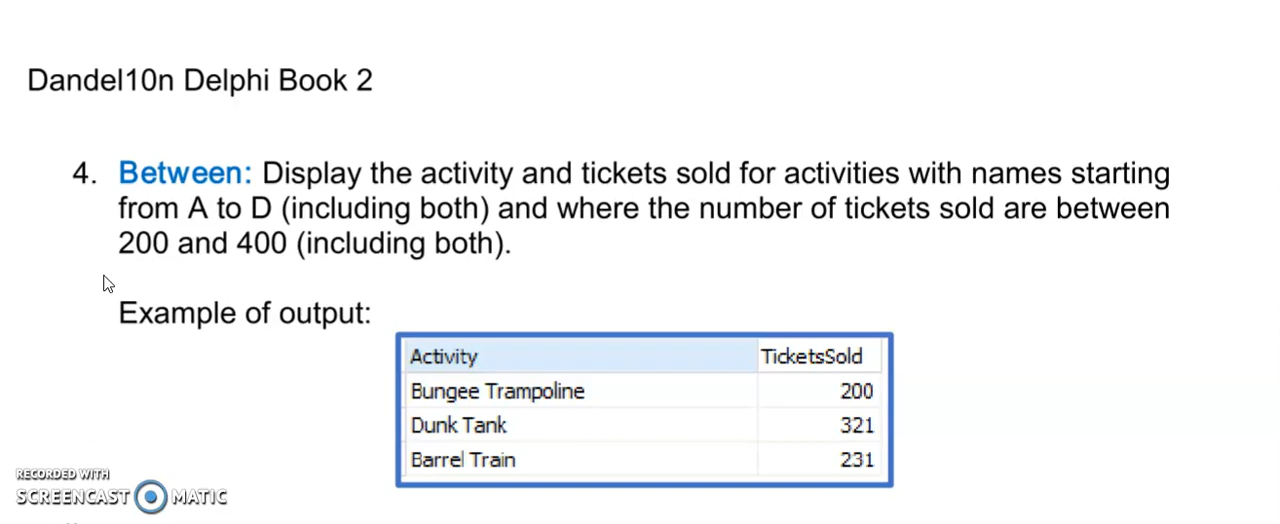 Dandel10n Delphi Book 2
4. Between: Display the activity and tickets sold for activities with names starting
from A to D (including both) and where the number of tickets sold are between
200 and 400 (including both).
Example of output:
Activity TicketsSold
Bungee Trampoline 200
Dunk Tank 321
Barrel Train 231
RECORDED WITH
SCREENCAST MATIC